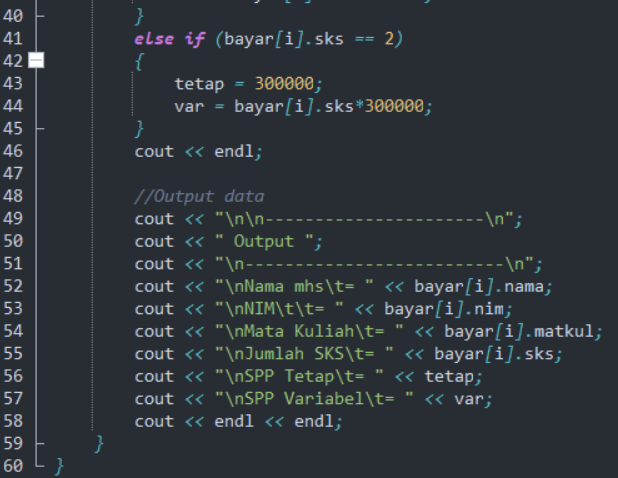 40 }
41 else if (bayar[i].sks == 2)
42 {
43 tetap = 300000;
44 var = bayar[i].sks*300000;
45 }
46 cout << endl;
47
48 //Output data
49 cout << "\n\n----------------------\n";
50 cout << " Output ";
51 cout << "\n--------------------------\n";
52 cout << "\nNama mhs\t= " << bayar[i].nama;
53 cout << "\nNIM\t\t= " << bayar[i].nim;
54 cout << "\nMata Kuliah\t= " << bayar[i].matkul;
55 cout << "\nJumlah SKS\t= " << bayar[i].sks;
56 cout << "\nSPP Tetap\t= " << tetap;
57 cout << "\nSPP Variabel\t= " << var;
58 cout << endl << endl;
59 }
60 }